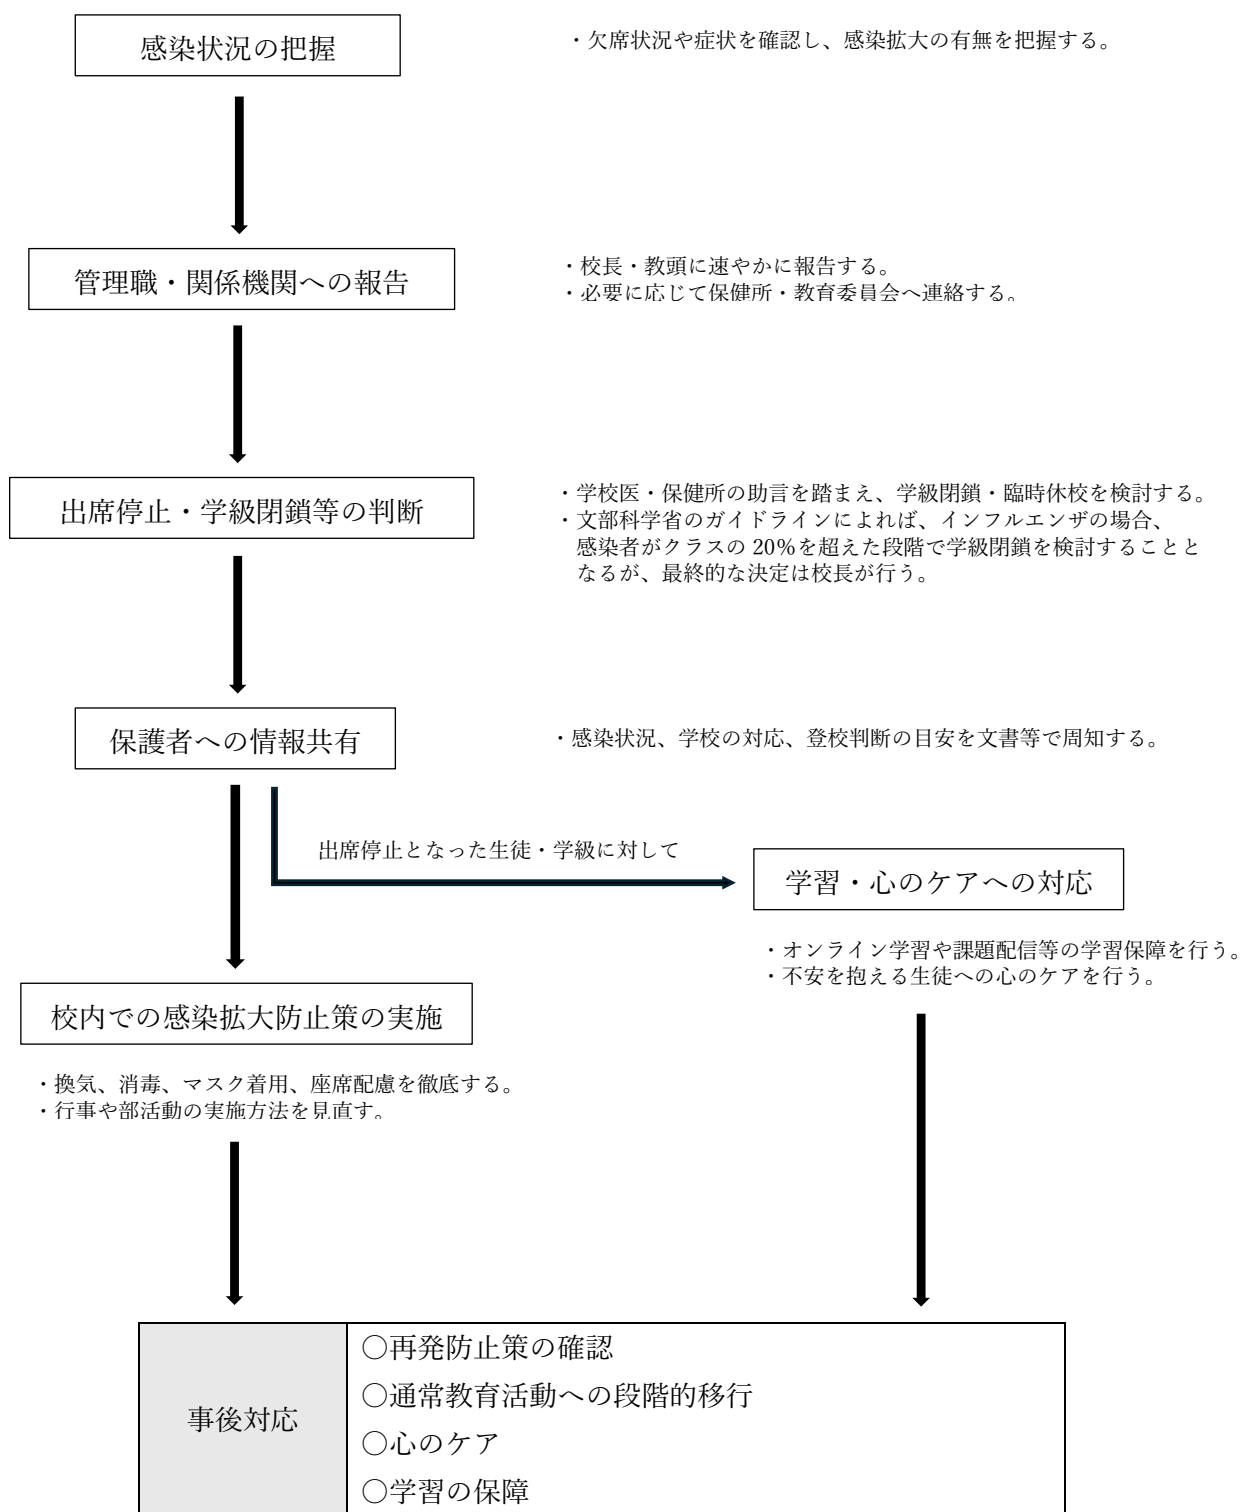 感染状況の把握
・欠席状況や症状を確認し、感染拡大の有無を把握する。
管理職・関係機関への報告
・校長・教頭に速やかに報告する。
・必要に応じて保健所・教育委員会へ連絡する。
出席停止・学級閉鎖等の判断
・学校医・保健所の助言を踏まえ、学級閉鎖・臨時休校を検討する。
・文部科学省のガイドラインによれば、インフルエンザの場合、
感染者がクラスの 20%を超えた段階で学級閉鎖を検討することと
なるが、最終的な決定は校長が行う。
保護者への情報共有
・感染状況、学校の対応、登校判断の目安を文書等で周知する。
出席停止となった生徒・学級に対して
学習・心のケアへの対応
・オンライン学習や課題配信等の学習保障を行う。
・不安を抱える生徒への心のケアを行う。
校内での感染拡大防止策の実施
・換気、消毒、マスク着用、座席配慮を徹底する。
・行事や部活動の実施方法を見直す。
事後対応
○再発防止策の確認
○通常教育活動への段階的移行
○心のケア
○学習の保障